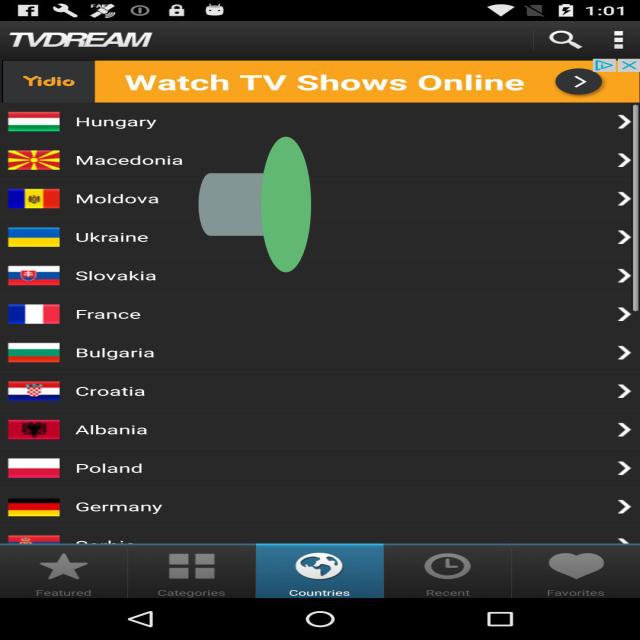 1:01
TVDREAM
Yidio
Watch TV Shows Online
Hungary
Macedonia
Moldova
Ukraine
Slovakia
France
Bulgaria
Croatia
Albania
Poland
Germany
Featured
Categories
Countries
Recent
Favorites